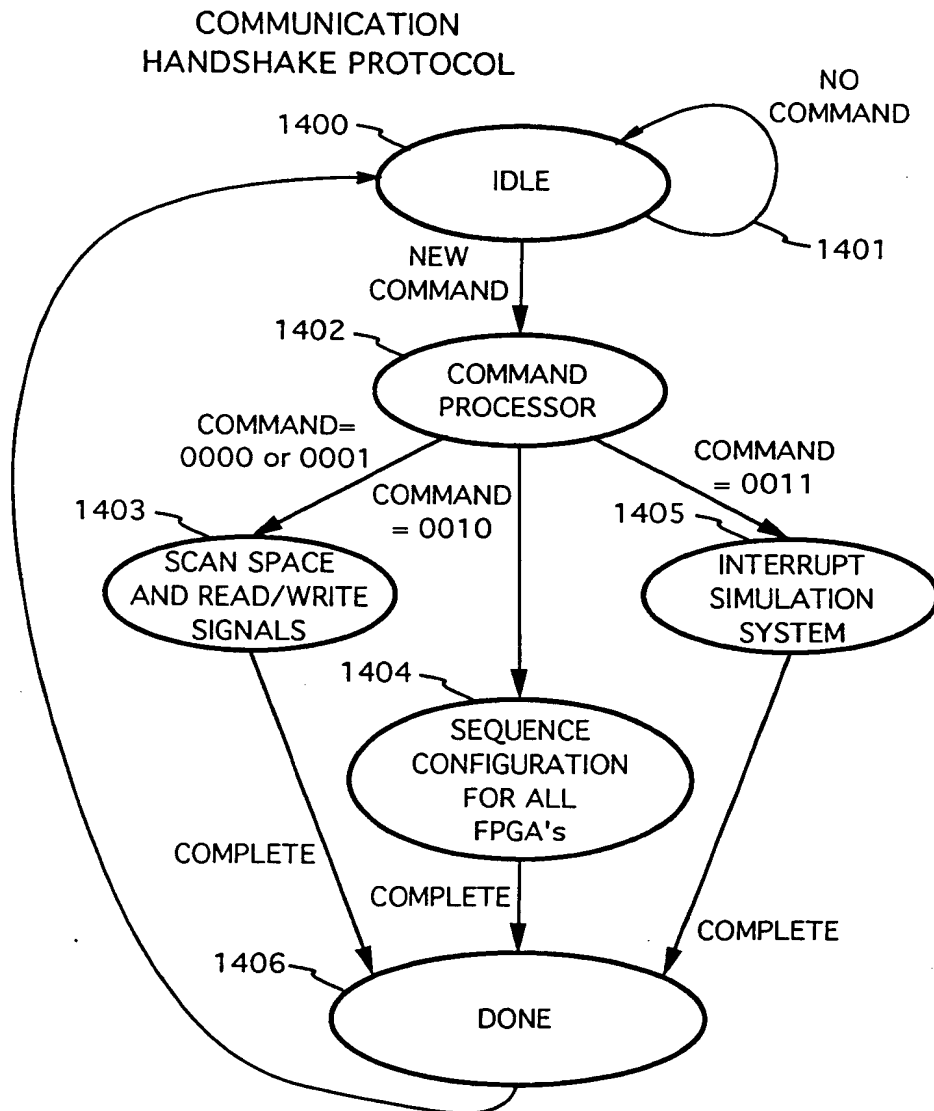 COMMUNICATION
HANDSHAKE PROTOCOL
NO
COMMAND
1400
IDLE
1401
NEW
COMMAND
1402
COMMAND
PROCESSOR
COMMAND=
0000 or 0001
COMMAND
= 0010
COMMAND
= 0011
1403
1405
SCAN SPACE
AND READ/WRITE
SIGNALS
INTERRUPT
SIMULATION
SYSTEM
1404
SEQUENCE
CONFIGURATION
FOR ALL
FPGA's
COMPLETE
COMPLETE
COMPLETE
1406
DONE